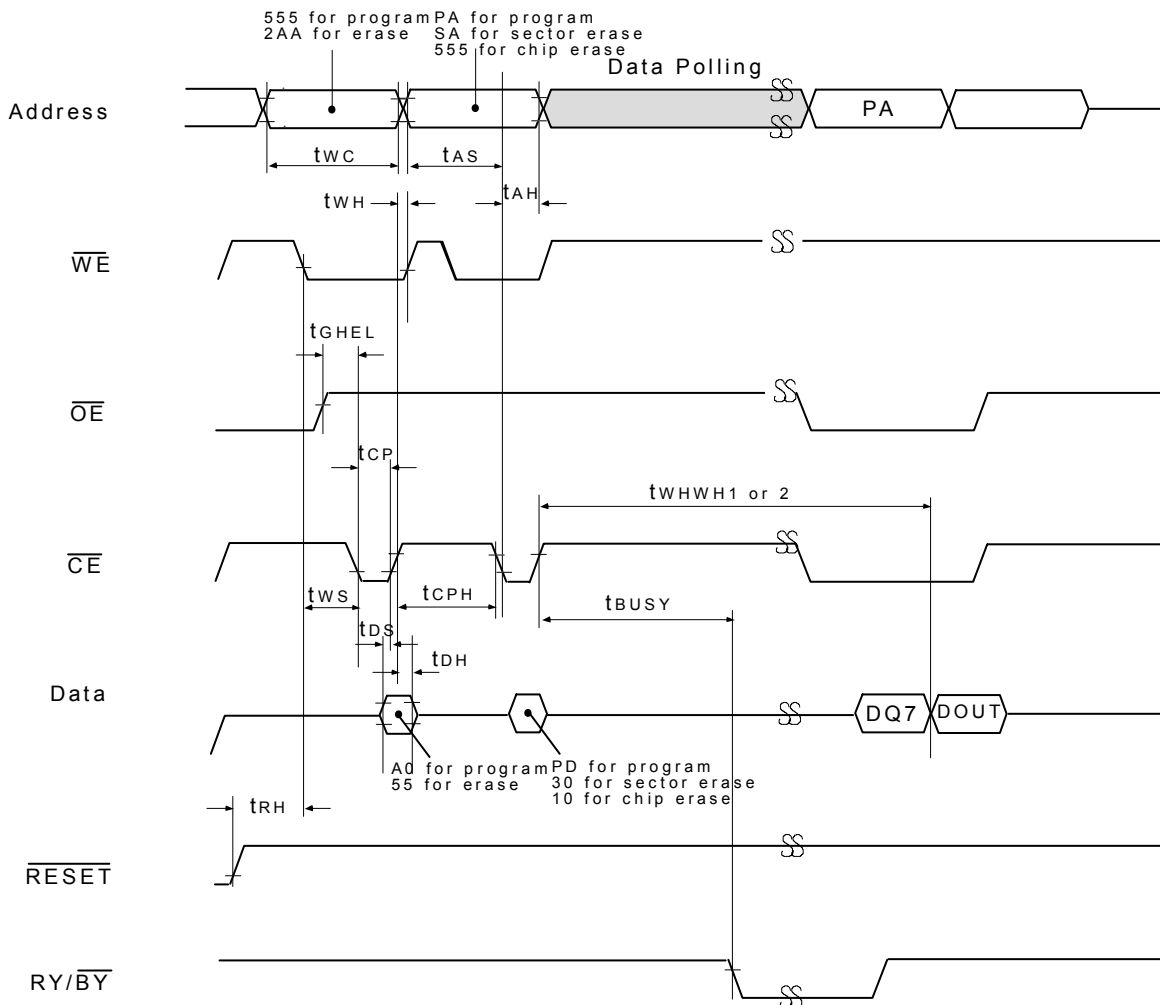 555 for program
2AA for erase
PA for program
SA for sector erase
555 for chip erase
Data Polling
Address
PA
tWC
tAS
tWH
tAH
WE
tGHEL
OE
tCP
tWHWH1 or 2
CE
tWS
tCPH
tBUSY
tDS
tDH
Data
DQ7
DOUT
A0 for program
55 for erase
PD for program
30 for sector erase
10 for chip erase
tRH
RESET
RY/BY